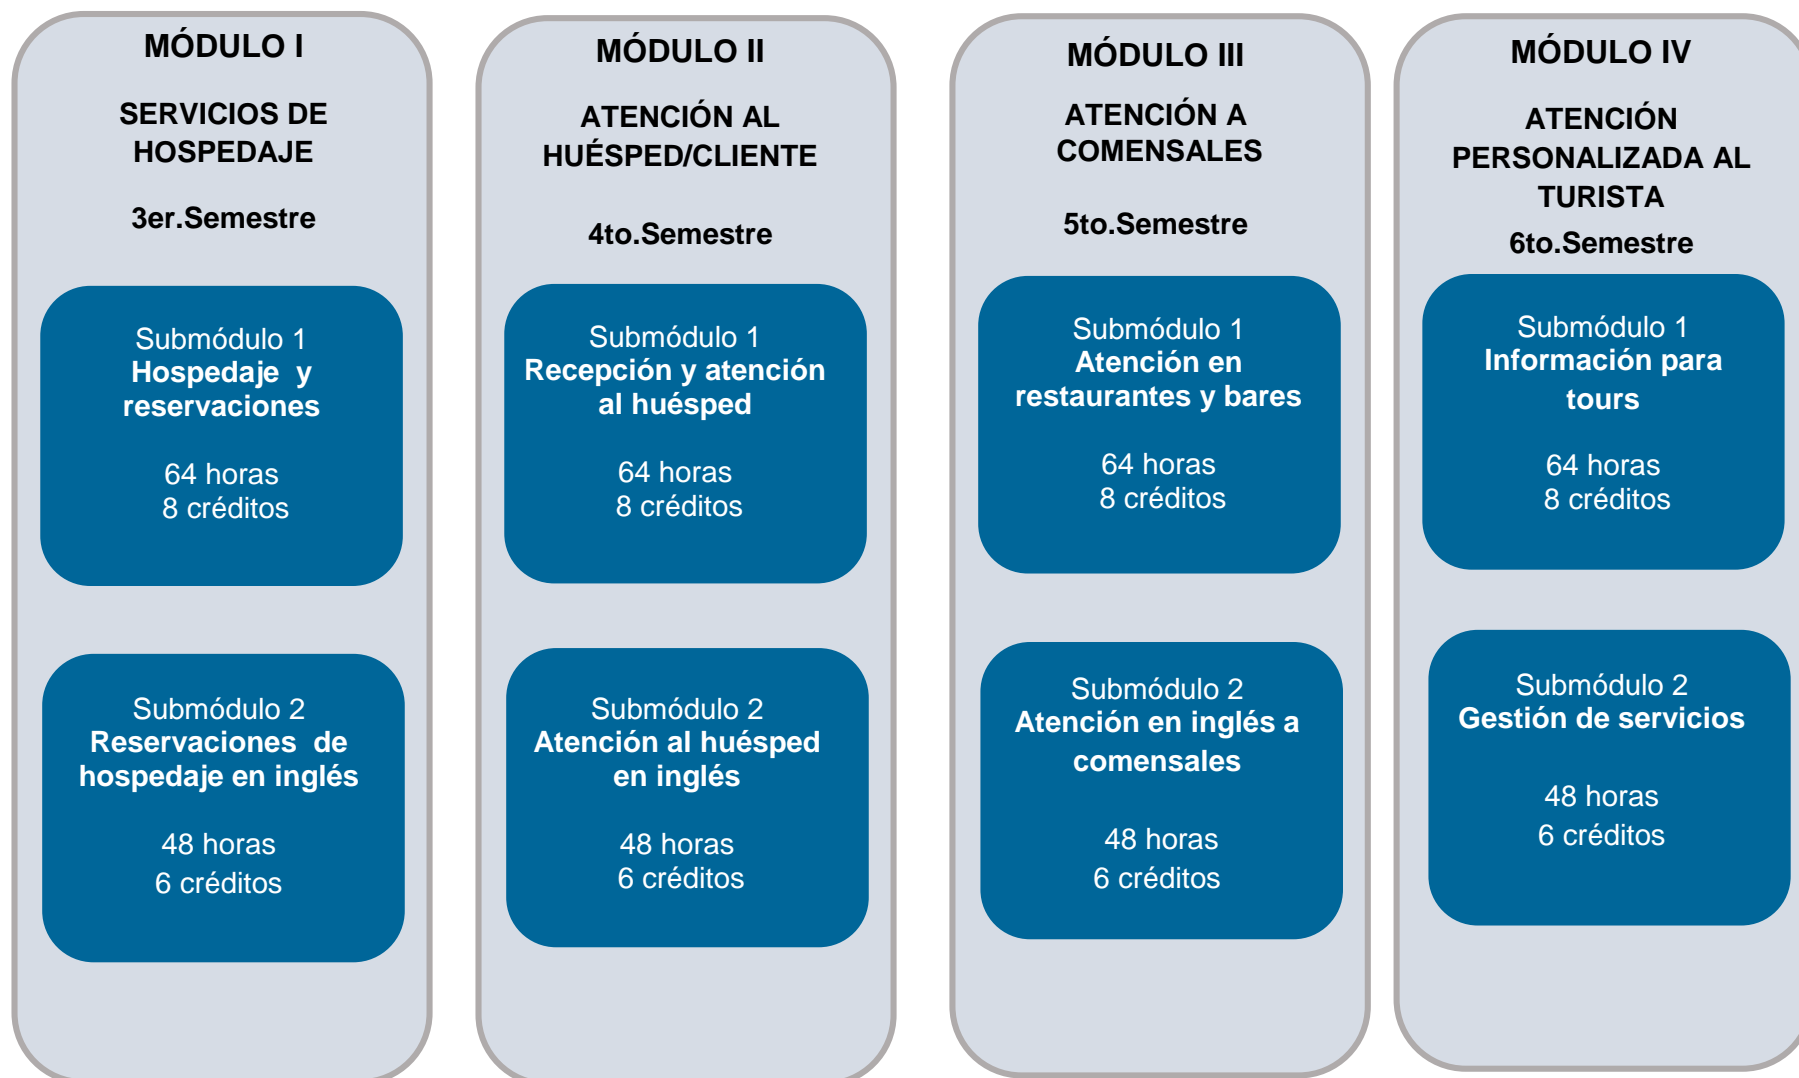 MÓDULO I
SERVICIOS DE
HOSPEDAJE
3er.Semestre
Submódulo 1
Hospedaje y
reservaciones
64 horas
8 créditos
Submódulo 2
Reservaciones de
hospedaje en inglés
48 horas
6 créditos
MÓDULO II
ATENCIÓN AL
HUÉSPED/CLIENTE
4to.Semestre
Submódulo 1
Recepción y atención
al huésped
64 horas
8 créditos
Submódulo 2
Atención al huésped
en inglés
48 horas
6 créditos
MÓDULO III
ATENCIÓN A
COMENSALES
5to.Semestre
Submódulo 1
Atención en
restaurantes y bares
64 horas
8 créditos
Submódulo 2
Atención en inglés a
comensales
48 horas
6 créditos
MÓDULO IV
ATENCIÓN
PERSONALIZADA AL
TURISTA
6to.Semestre
Submódulo 1
Información para
tours
64 horas
8 créditos
Submódulo 2
Gestión de servicios
48 horas
6 créditos